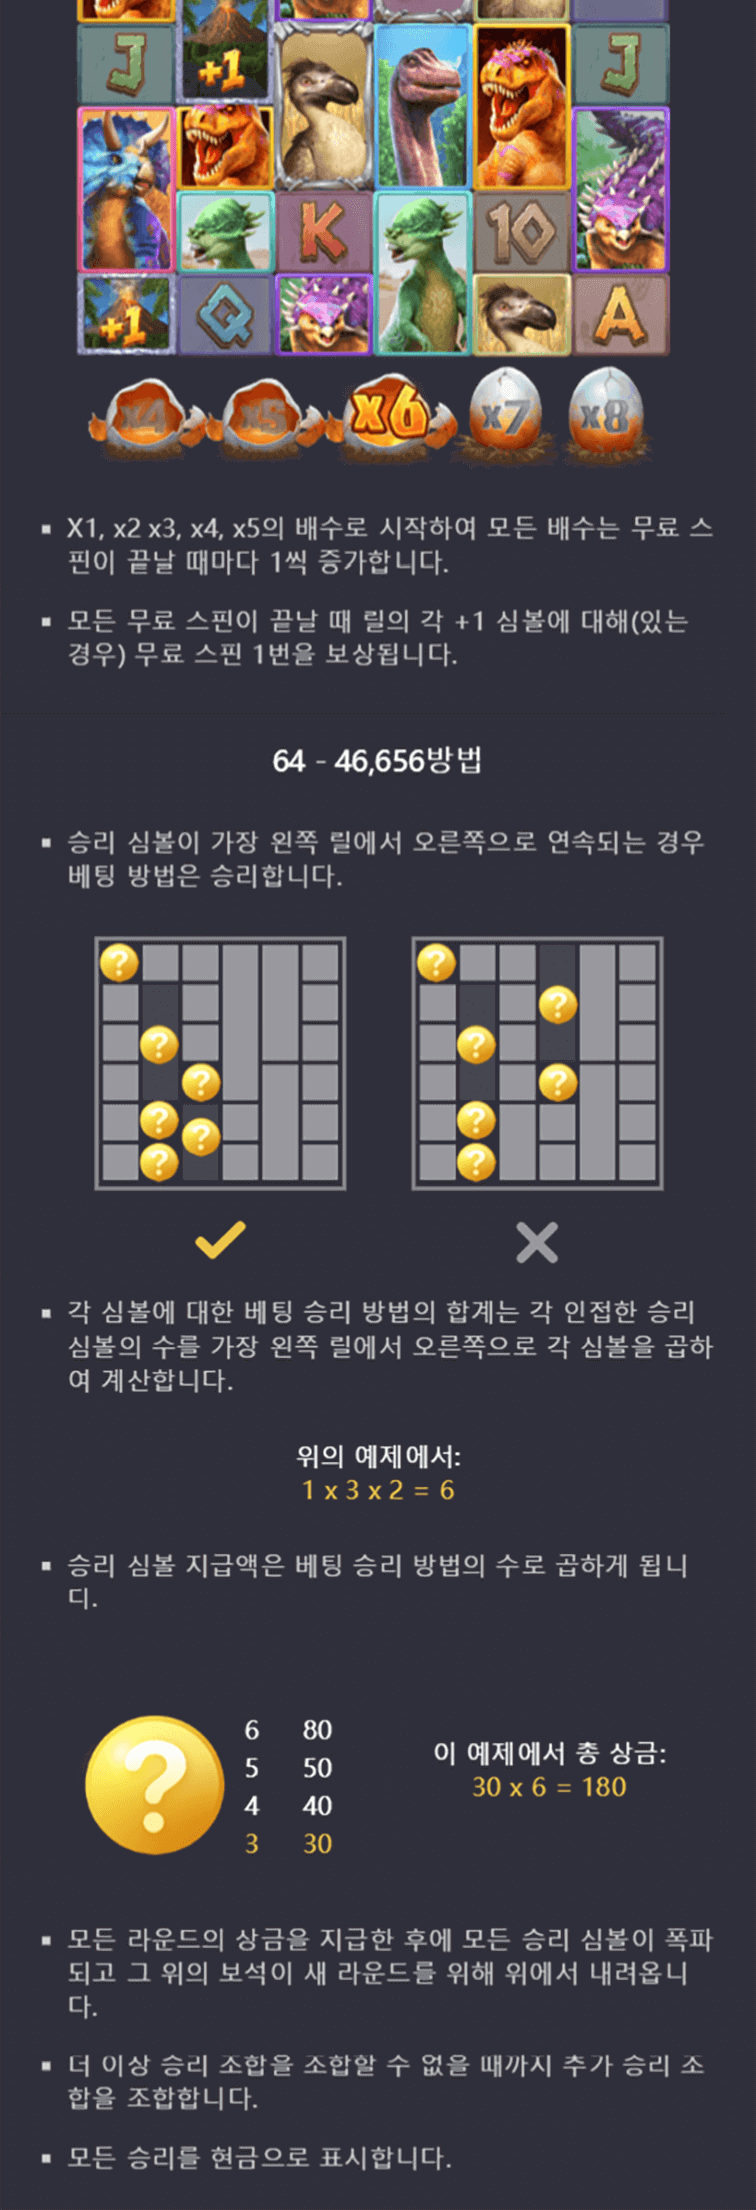 J
+1
J
K
10
+1
Q
A
x4 x5 x6 x7 x8
X1, x2 x3, x4, x5의 배수로 시작하여 모든 배수는 무료 스
핀이 끝날 때마다 1씩 증가합니다.
모든 무료 스핀이 끝날 때 릴의 각 +1 심볼에 대해(있는
경우) 무료 스핀 1번을 보상됩니다.
64 - 46,656방법
승리 심볼이 가장 왼쪽 릴에서 오른쪽으로 연속되는 경우
베팅 방법은 승리합니다.
? ?
? ?
? ?
? ?
? ?
? ?
각 심볼에 대한 베팅 승리 방법의 합계는 각 인접한 승리
심볼의 수를 가장 왼쪽 릴에서 오른쪽으로 각 심볼을 곱하
여 계산합니다.
위의 예제에서:
1 x 3 x 2 = 6
승리 심볼 지급액은 베팅 승리 방법의 수로 곱하게 됩니
디.
?
6 80
5 50
4 40
3 30
이 예제에서 총 상금:
30 x 6 = 180
모든 라운드의 상금을 지급한 후에 모든 승리 심볼이 폭파
되고 그 위의 보석이 새 라운드를 위해 위에서 내려옵니
다.
더 이상 승리 조합을 조합할 수 없을 때까지 추가 승리 조
합을 조합합니다.
모든 승리를 현금으로 표시합니다.